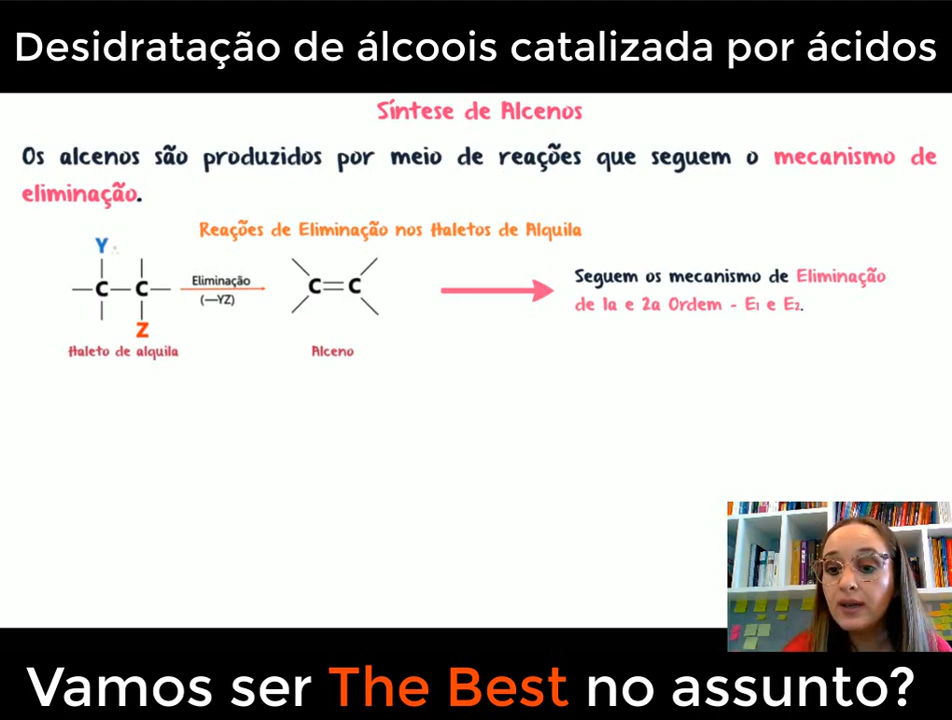 Desidratação de álcoois catalizada por ácidos
Síntese de Alcenos
Os alcenos são produzidos por meio de reações que seguem o mecanismo de
eliminação.
Reações de Eliminação nos Haletos de Alquila
Y
C C
Z
Eliminação
(—YZ)
C C
Seguem os mecanismo de Eliminação
de 1a e 2a Ordem - E₁ e E₂.
Haleto de alquila
Alceno
Vamos ser The Best no assunto?